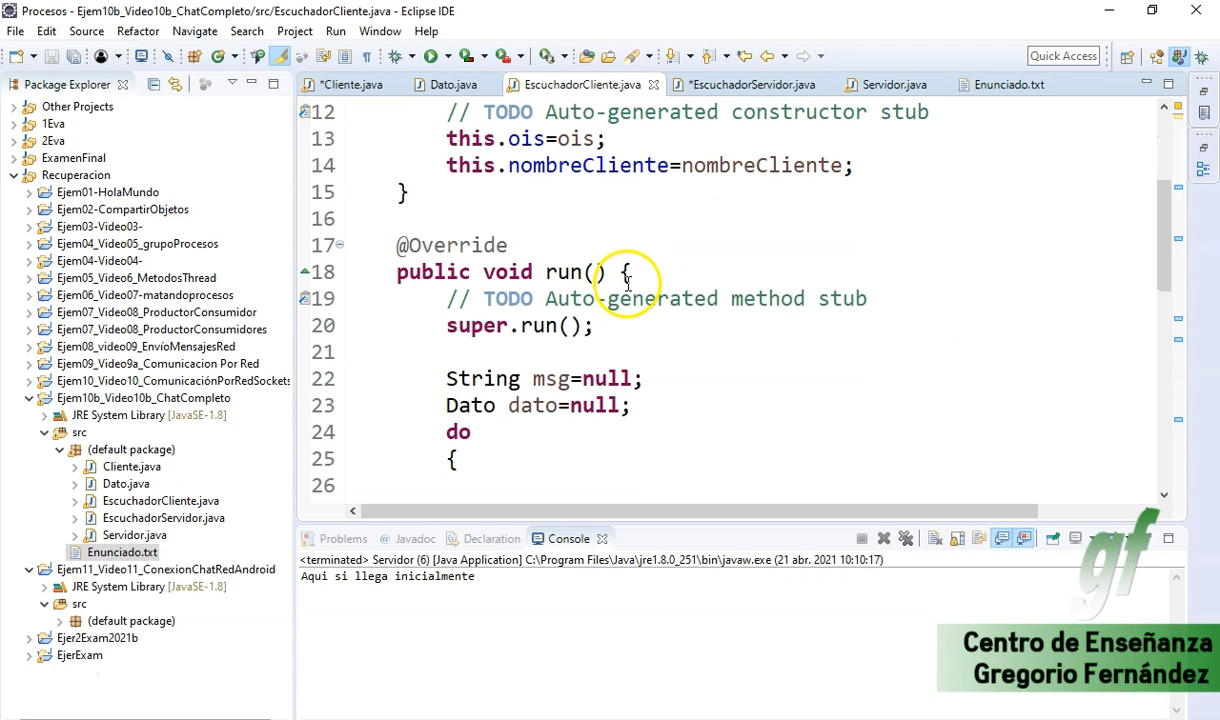 Procesos - Ejem10b_Video10b_ChatCompleto/src/EscuchadorCliente.java - Eclipse IDE
File Edit Source Refactor Navigate Search Project Run Window Help
Quick Access
Package Explorer
*Cliente.java Dato.java EscuchadorCliente.java *EscuchadorServidor.java Servidor.java Enunciado.txt
Other Projects
1Eva
2Eva
ExamenFinal
Recuperacion
Ejem01-HolaMundo
Ejem02-CompartirObjetos
Ejem03-Video03-
Ejem04_Video05_grupoProcesos
Ejem04_Video04-
Ejem05_Video6_MetodosThread
Ejem06_Video07-matandoprocesos
Ejem07_Video08_ProductorConsumidor
Ejem07_Video08_ProductorConsumidores
Ejem08_video09_EnvíoMensajesRed
Ejem09_Video9a_Comunicacion Por Red
Ejem10_Video10_ComunicaciónPorRedSockets
Ejem10b_Video10b_ChatCompleto
JRE System Library [JavaSE-1.8]
src
(default package)
Cliente.java
Dato.java
EscuchadorCliente.java
EscuchadorServidor.java
Servidor.java
Enunciado.txt
Ejem11_Video11_ConexionChatRedAndroid
JRE System Library [JavaSE-1.8]
src
(default package)
Ejer2Exam2021b
EjerExam
12 // TODO Auto-generated constructor stub
13 this.ois=ois;
14 this.nombreCliente=nombreCliente;
15 }
16
17 @Override
18 public void run() {
19 // TODO Auto-generated method stub
20 super.run();
21
22 String msg=null;
23 Dato dato=null;
24 do
25 {
26
Problems Javadoc Declaration Console
<terminated> Servidor (6) [Java Application] C:\Program Files\Java\jre1.8.0_251\bin\javaw.exe (21 abr. 2021 10:10:17)
Aqui si llega inicialmente
gf
Centro de Enseñanza
Gregorio Fernández